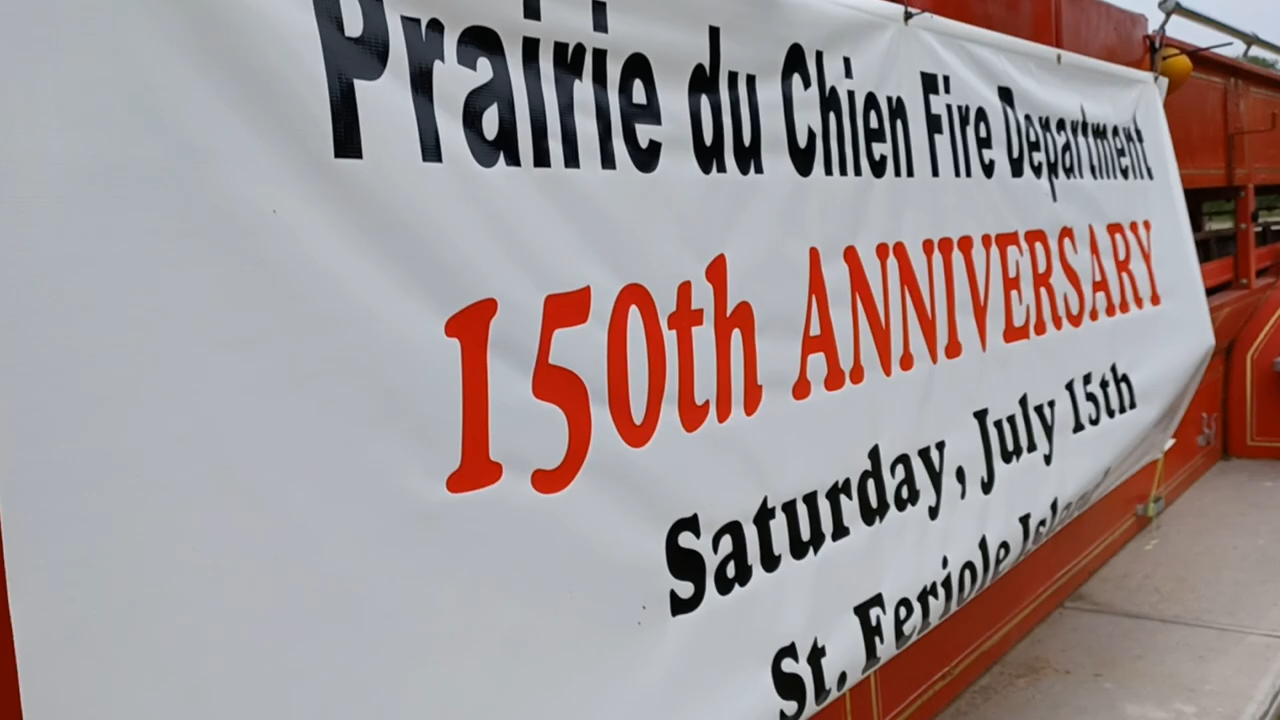 Prairie du Chien Fire Department
150th ANNIVERSARY
Saturday, July 15th
St. Feriole Island